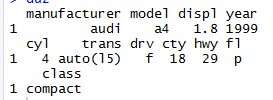 manufacturer model displ year
1 audi a4 1.8 1999
cyl trans drv cty hwy fl
1 4 auto(l5) f 18 29 p
class
1 compact